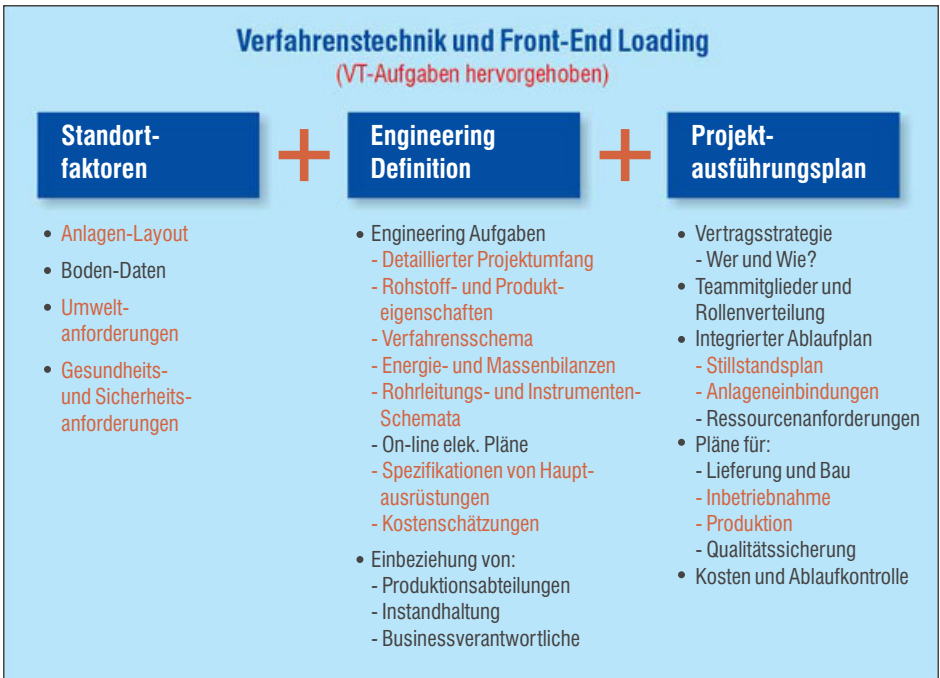 Verfahrenstechnik und Front-End Loading
(VT-Aufgaben hervorgehoben)
Standort-
faktoren
• Anlagen-Layout
• Boden-Daten
• Umwelt-
anforderungen
• Gesundheits-
und Sicherheits-
anforderungen
+
Engineering
Definition
• Engineering Aufgaben
- Detaillierter Projektumfang
- Rohstoff- und Produkt-
eigenschaften
- Verfahrensschema
- Energie- und Massenbilanzen
- Rohrleitungs- und Instrumenten-
Schemata
- On-line elek. Pläne
- Spezifikationen von Haupt-
ausrüstungen
- Kostenschätzungen
• Einbeziehung von:
- Produktionsabteilungen
- Instandhaltung
- Businessverantwortliche
+
Projekt-
ausführungsplan
• Vertragsstrategie
- Wer und Wie?
• Teammitglieder und
Rollenverteilung
• Integrierter Ablaufplan
- Stillstandsplan
- Anlageneinbindungen
- Ressourcenanforderungen
• Pläne für:
- Lieferung und Bau
- Inbetriebnahme
- Produktion
- Qualitätssicherung
• Kosten und Ablaufkontrolle